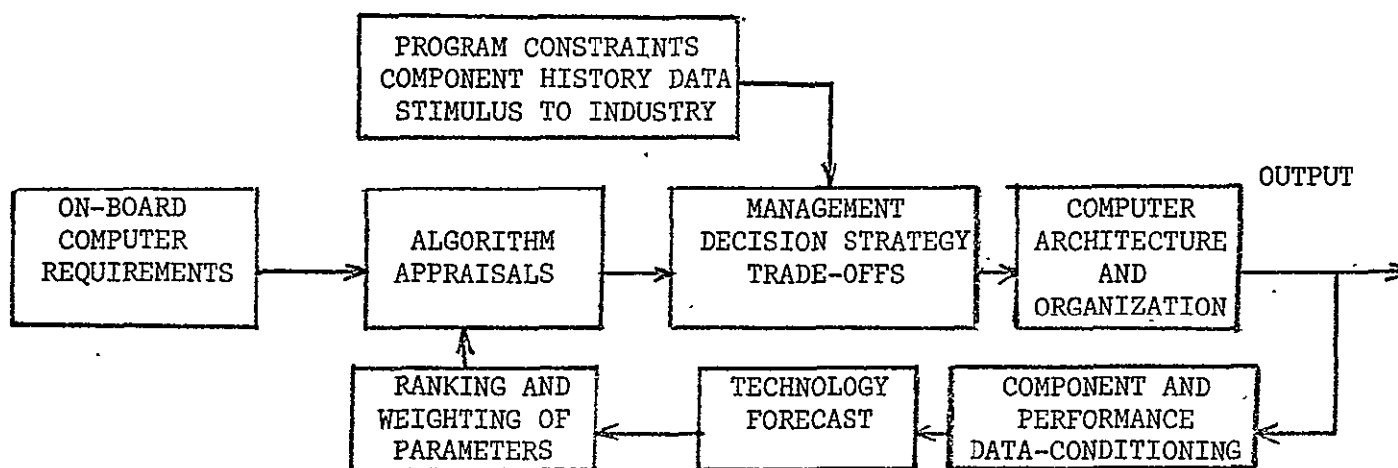 PROGRAM CONSTRAINTS
COMPONENT HISTORY DATA
STIMULUS TO INDUSTRY
ON-BOARD
COMPUTER
REQUIREMENTS
ALGORITHM
APPRAISALS
MANAGEMENT
DECISION STRATEGY
TRADE-OFFS
COMPUTER
ARCHITECTURE
AND
ORGANIZATION
OUTPUT
RANKING AND
WEIGHTING OF
PARAMETERS
TECHNOLOGY
FORECAST
COMPONENT AND
PERFORMANCE
DATA-CONDITIONING